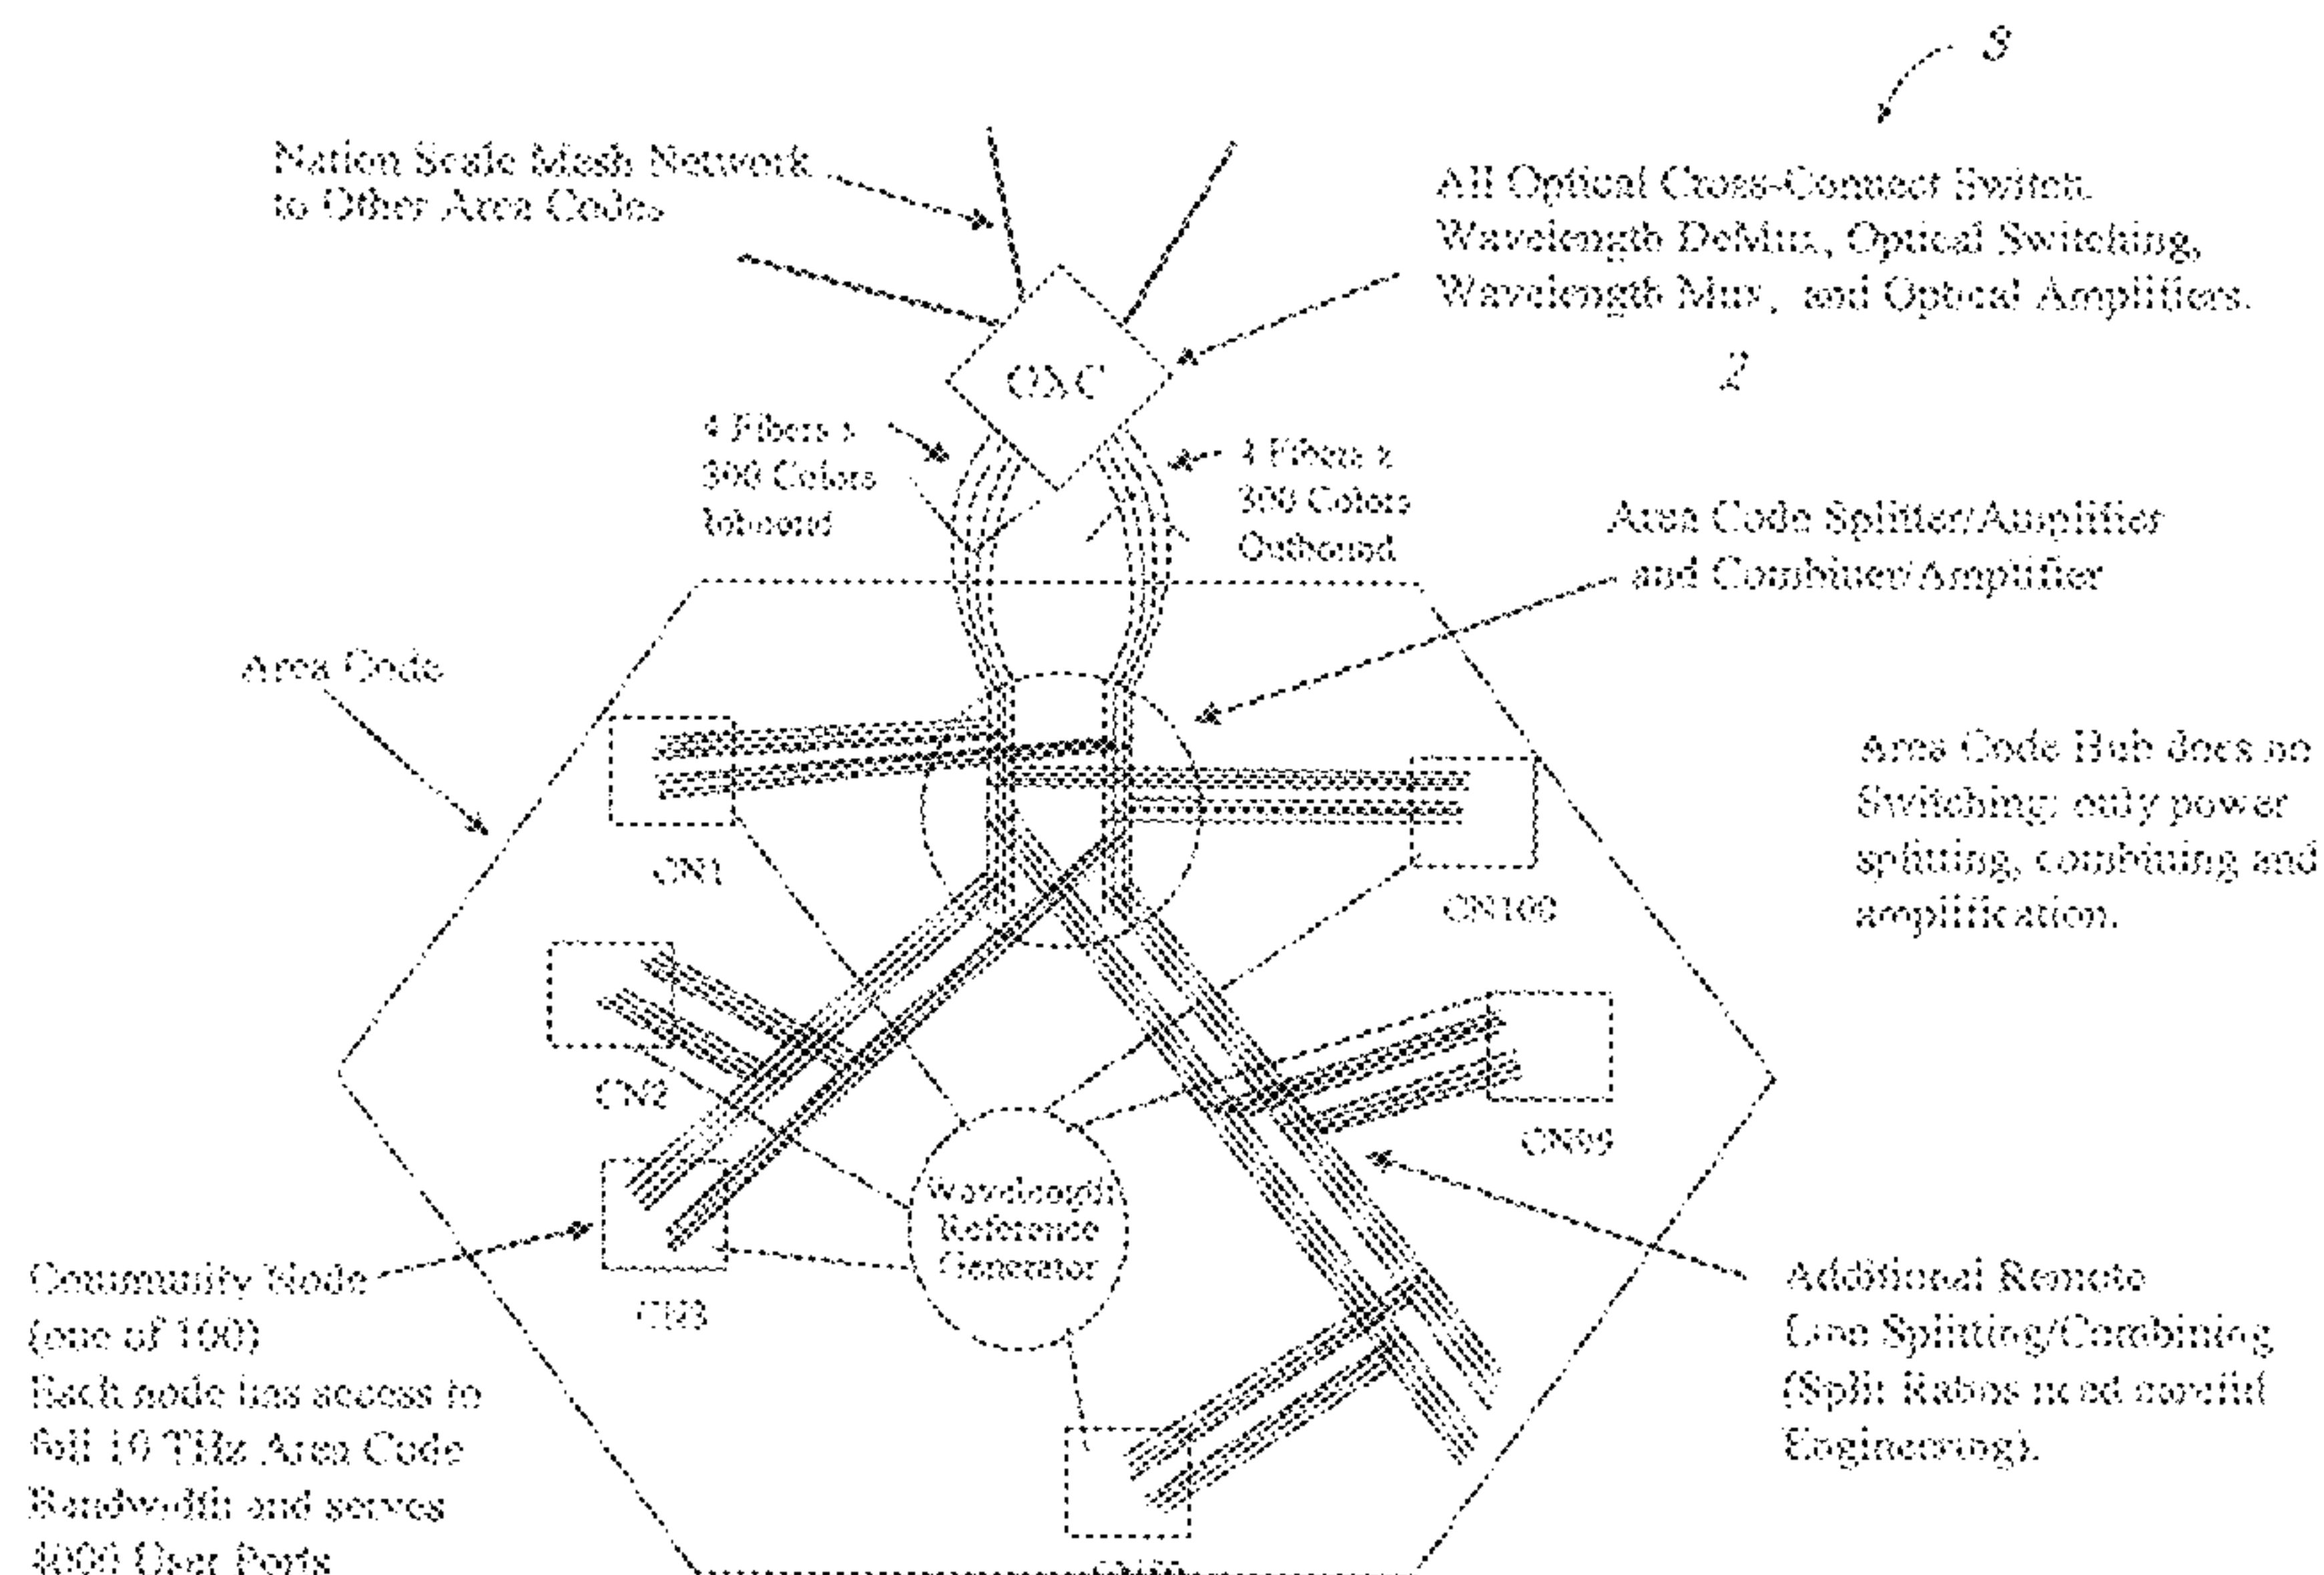 8
Nation Scale Mesh Network
to Other Area Codes
All Optical Cross-Connect Switch.
Wavelength DeMux, Optical Switching,
Wavelength Mux, and Optical Amplifiers.
2
OXC
4 Fibers x
300 Colors
Inbound
4 Fibers x
300 Colors
Outbound
Area Code Splitter/Amplifier
and Combiner/Amplifier
Area Code
Area Code Hub does no
Switching; only power
splitting, combining and
amplification.
CN1
CN100
CN2
CN99
CN3
Wavelength
Reference
Generator
Community Node
(one of 100)
Each node has access to
full 10 THz Area Code
Bandwidth and serves
4000 User Ports
Additional Remote
Line Splitting/Combining
(Split Ratios need careful
Engineering).